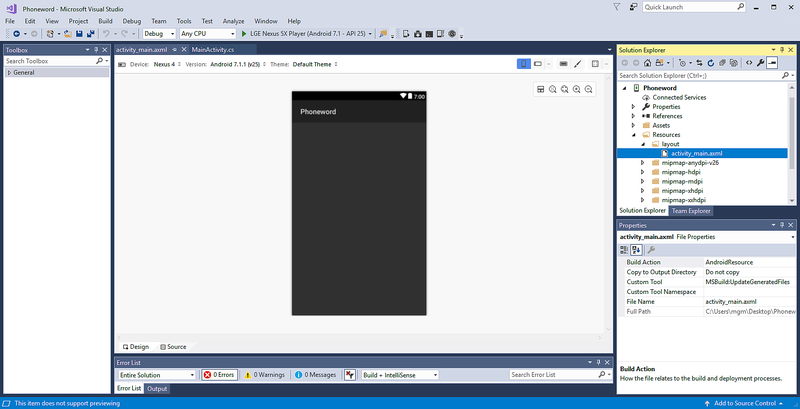 Phoneword - Microsoft Visual Studio
Quick Launch (Ctrl+Q)
File Edit View Project Build Debug Team Tools Test Analyze Window Help
Sign in
Debug Any CPU LGE Nexus 5X Player (Android 7.1 - API 25)
Toolbox
Search Toolbox
General
activity_main.axml MainActivity.cs
Device: Nexus 4 Version: Android 7.1.1 (v25) Theme: Default Theme
7:00
Phoneword
Design Source
Error List
Entire Solution 0 Errors 0 Warnings 0 Messages Build + IntelliSense Search Error List
Error List Output
Solution Explorer
Search Solution Explorer (Ctrl+;)
Phoneword
Connected Services
Properties
References
Assets
Resources
layout
activity_main.axml
mipmap-anydpi-v26
mipmap-hdpi
mipmap-mdpi
mipmap-xhdpi
mipmap-xxhdpi
Solution Explorer Team Explorer
Properties
activity_main.axml File Properties
Build Action AndroidResource
Copy to Output Directory Do not copy
Custom Tool MSBuild:UpdateGeneratedFiles
Custom Tool Namespace
File Name activity_main.axml
Full Path C:\Users\mgm\Desktop\Phonew
Build Action
How the file relates to the build and deployment processes.
This item does not support previewing
Add to Source Control